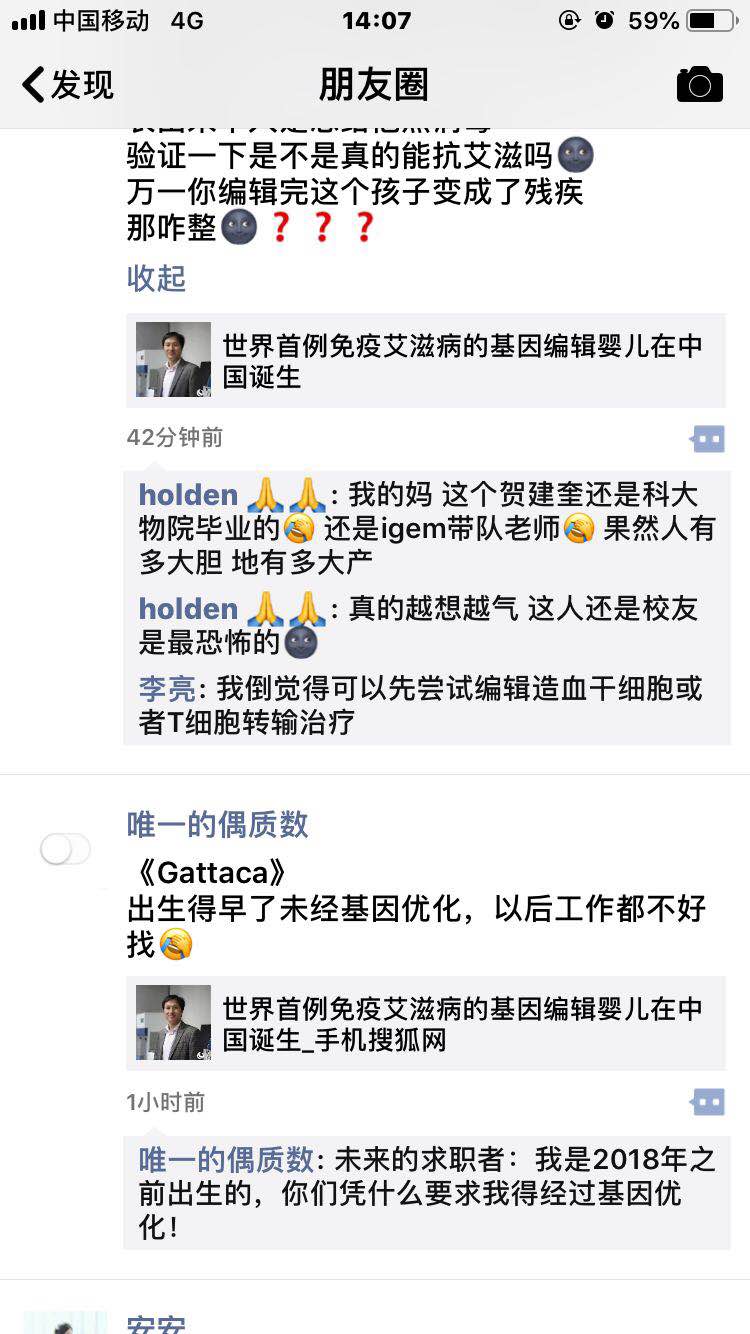 中国移动 4G 14:07 59%
发现 朋友圈
验证一下是不是真的能抗艾滋吗🌚
万一你编辑完这个孩子变成了残疾
那咋整🌚❓❓❓
收起
世界首例免疫艾滋病的基因编辑婴儿在中
国诞生
42分钟前
holden 🙏🙏: 我的妈 这个贺建奎还是科大
物院毕业的🤦 还是igem带队老师🤦 果然人有
多大胆 地有多大产
holden 🙏🙏: 真的越想越气 这人还是校友
是最恐怖的🌚
李亮: 我倒觉得可以先尝试编辑造血干细胞或
者T细胞转输治疗
唯一的偶质数
《Gattaca》
出生得早了未经基因优化，以后工作都不好
找🤦
世界首例免疫艾滋病的基因编辑婴儿在中
国诞生_手机搜狐网
1小时前
唯一的偶质数: 未来的求职者：我是2018年之
前出生的，你们凭什么要求我得经过基因优
化！
安安